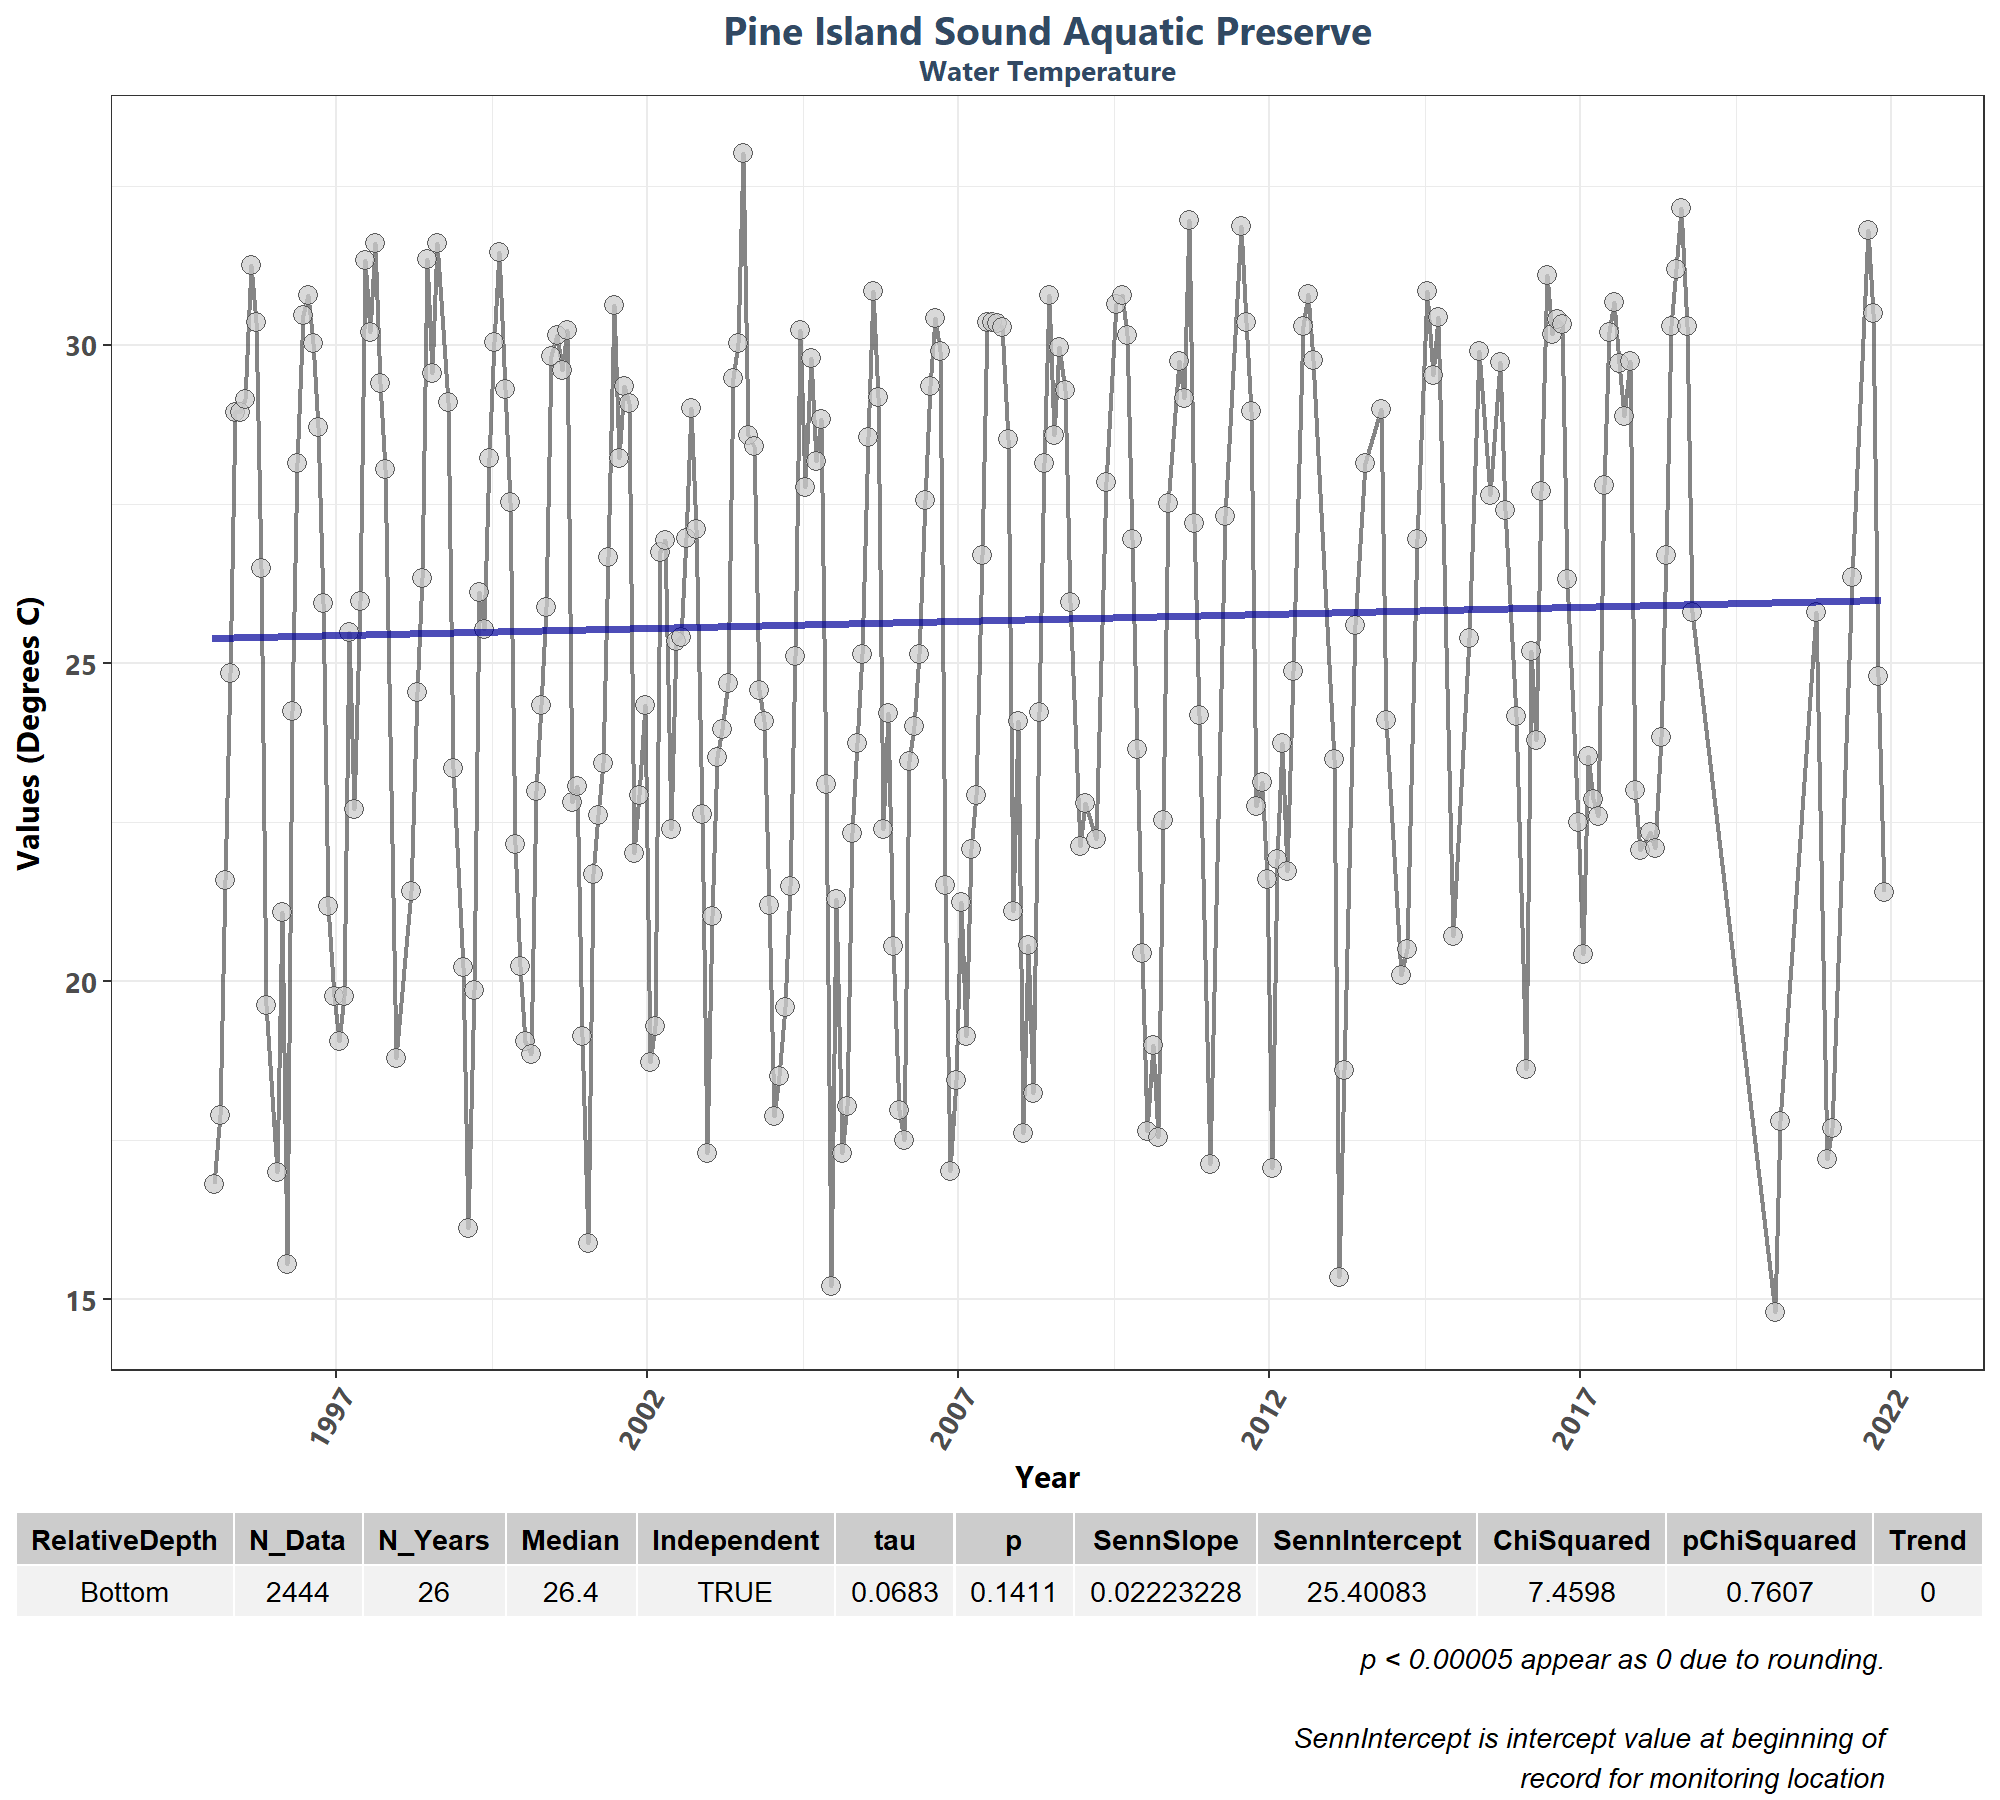 Pine Island Sound Aquatic Preserve
Water Temperature
Values (Degrees C)
30
25
20
15
1997
2002
2007
2012
2017
2022
Year
RelativeDepth N_Data N_Years Median Independent tau p SennSlope SennIntercept ChiSquared pChiSquared Trend
Bottom 2444 26 26.4 TRUE 0.0683 0.1411 0.02223228 25.40083 7.4598 0.7607 0
p < 0.00005 appear as 0 due to rounding.
SennIntercept is intercept value at beginning of
record for monitoring location